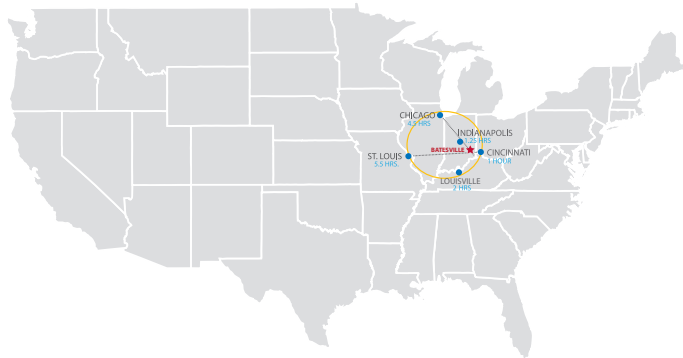 CHICAGO
4.5 HRS
INDIANAPOLIS
1.25 HRS
BATESVILLE
CINCINNATI
1 HOUR
ST. LOUIS
5.5 HRS.
LOUISVILLE
2 HRS